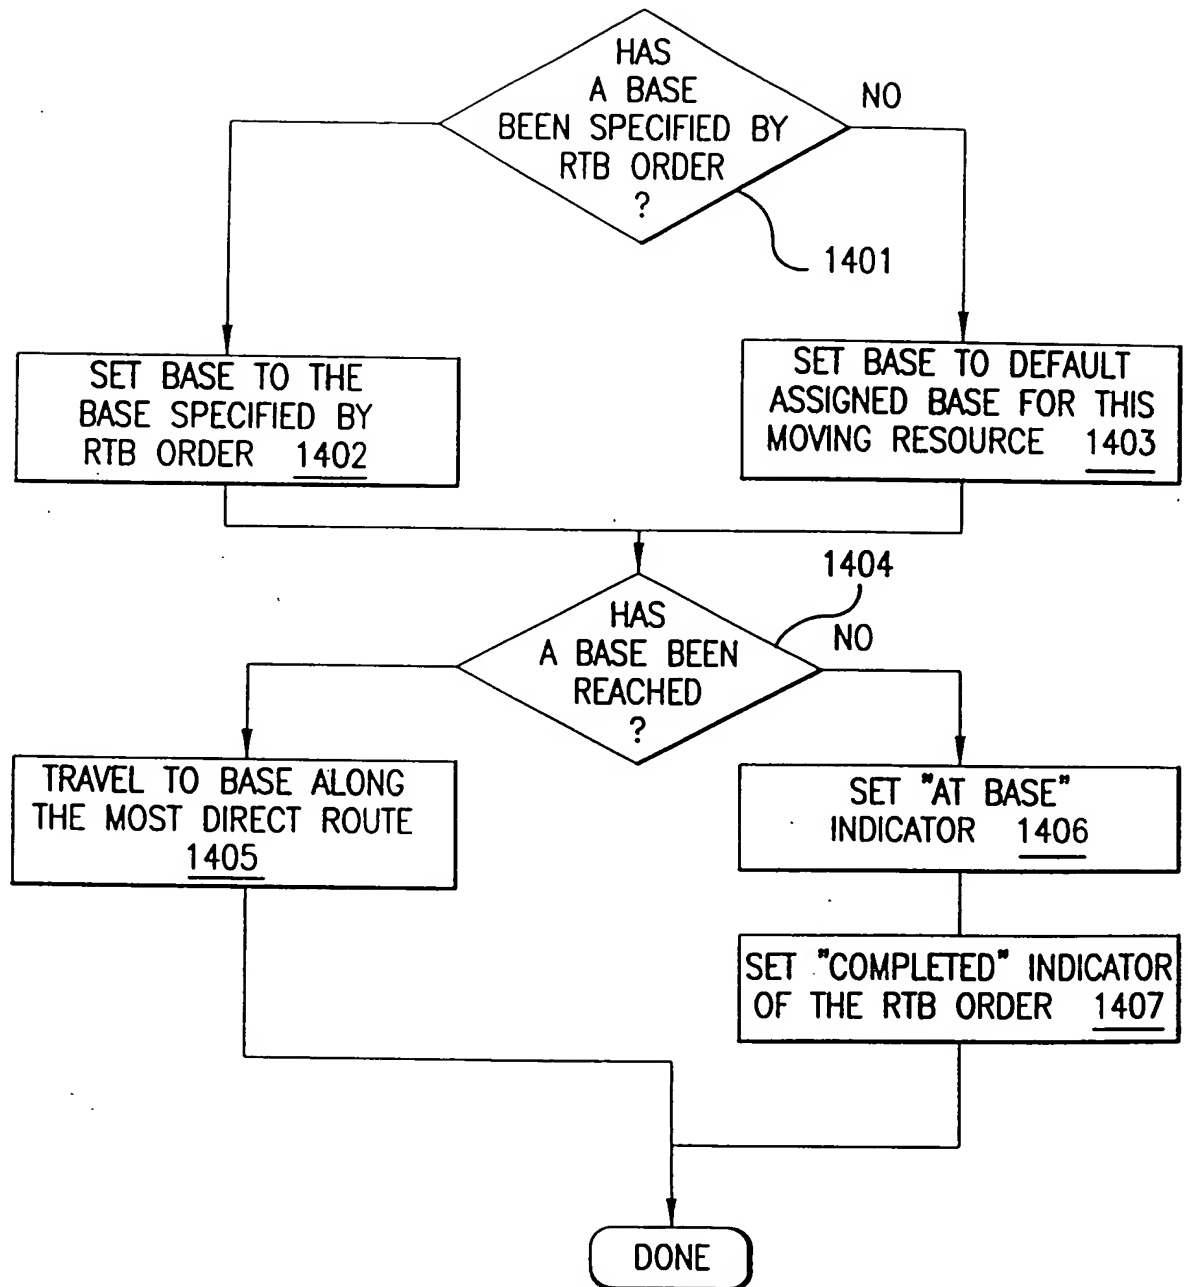 HAS
A BASE
BEEN SPECIFIED BY
RTB ORDER
?
NO
1401
SET BASE TO THE
BASE SPECIFIED BY
RTB ORDER 1402
SET BASE TO DEFAULT
ASSIGNED BASE FOR THIS
MOVING RESOURCE 1403
1404
HAS
A BASE BEEN
REACHED
?
NO
TRAVEL TO BASE ALONG
THE MOST DIRECT ROUTE
1405
SET "AT BASE"
INDICATOR 1406
SET "COMPLETED" INDICATOR
OF THE RTB ORDER 1407
DONE